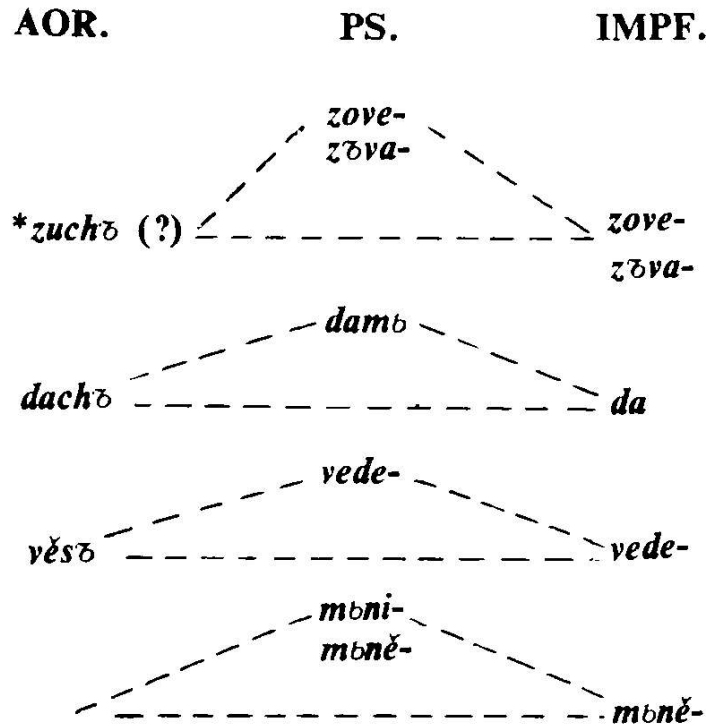 AOR. PS. IMPF.
zove-
zъva-
*zuchъ (?) zove-
zъva-
damь
dachъ da
vede-
věsъ vede-
mьni-
mьně-
mьně-